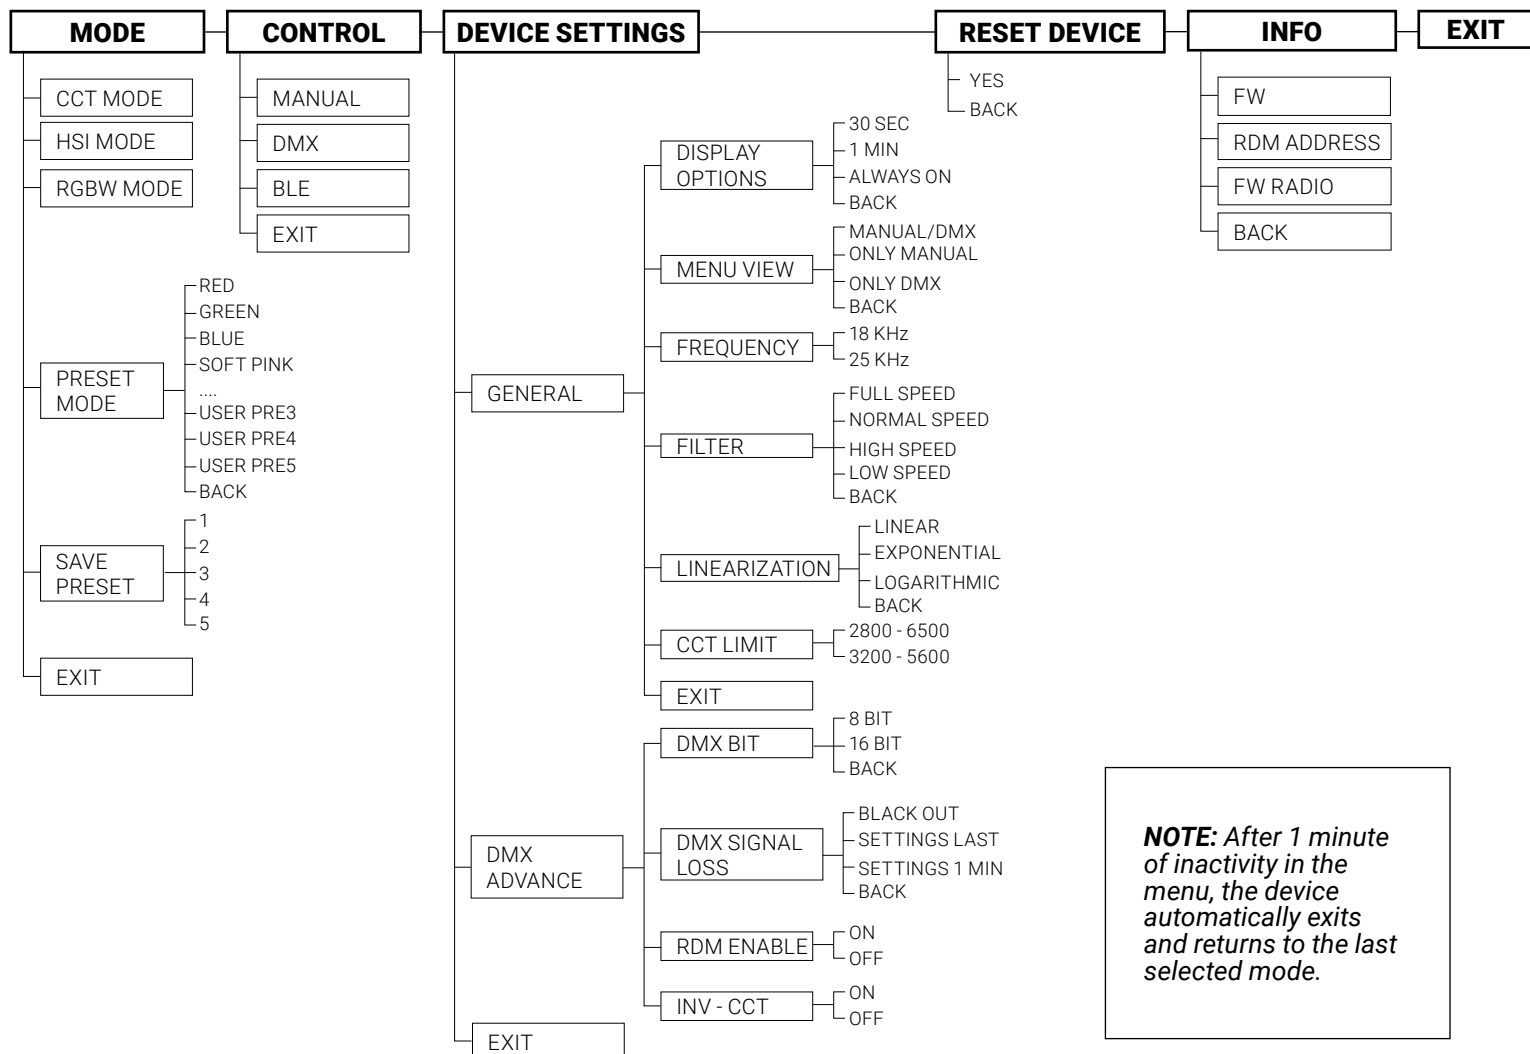 MODE
CONTROL
DEVICE SETTINGS
RESET DEVICE
INFO
EXIT
CCT MODE
HSI MODE
RGBW MODE
PRESET
MODE
RED
GREEN
BLUE
SOFT PINK
....
USER PRE3
USER PRE4
USER PRE5
BACK
SAVE
PRESET
1
2
3
4
5
EXIT
MANUAL
DMX
BLE
EXIT
GENERAL
DISPLAY
OPTIONS
30 SEC
1 MIN
ALWAYS ON
BACK
MENU VIEW
MANUAL/DMX
ONLY MANUAL
ONLY DMX
BACK
FREQUENCY
18 KHz
25 KHz
FILTER
FULL SPEED
NORMAL SPEED
HIGH SPEED
LOW SPEED
BACK
LINEARIZATION
LINEAR
EXPONENTIAL
LOGARITHMIC
BACK
CCT LIMIT
2800 - 6500
3200 - 5600
EXIT
DMX
ADVANCE
DMX BIT
8 BIT
16 BIT
BACK
DMX SIGNAL
LOSS
BLACK OUT
SETTINGS LAST
SETTINGS 1 MIN
BACK
RDM ENABLE
ON
OFF
INV - CCT
ON
OFF
EXIT
YES
BACK
FW
RDM ADDRESS
FW RADIO
BACK
NOTE: After 1 minute
of inactivity in the
menu, the device
automatically exits
and returns to the last
selected mode.